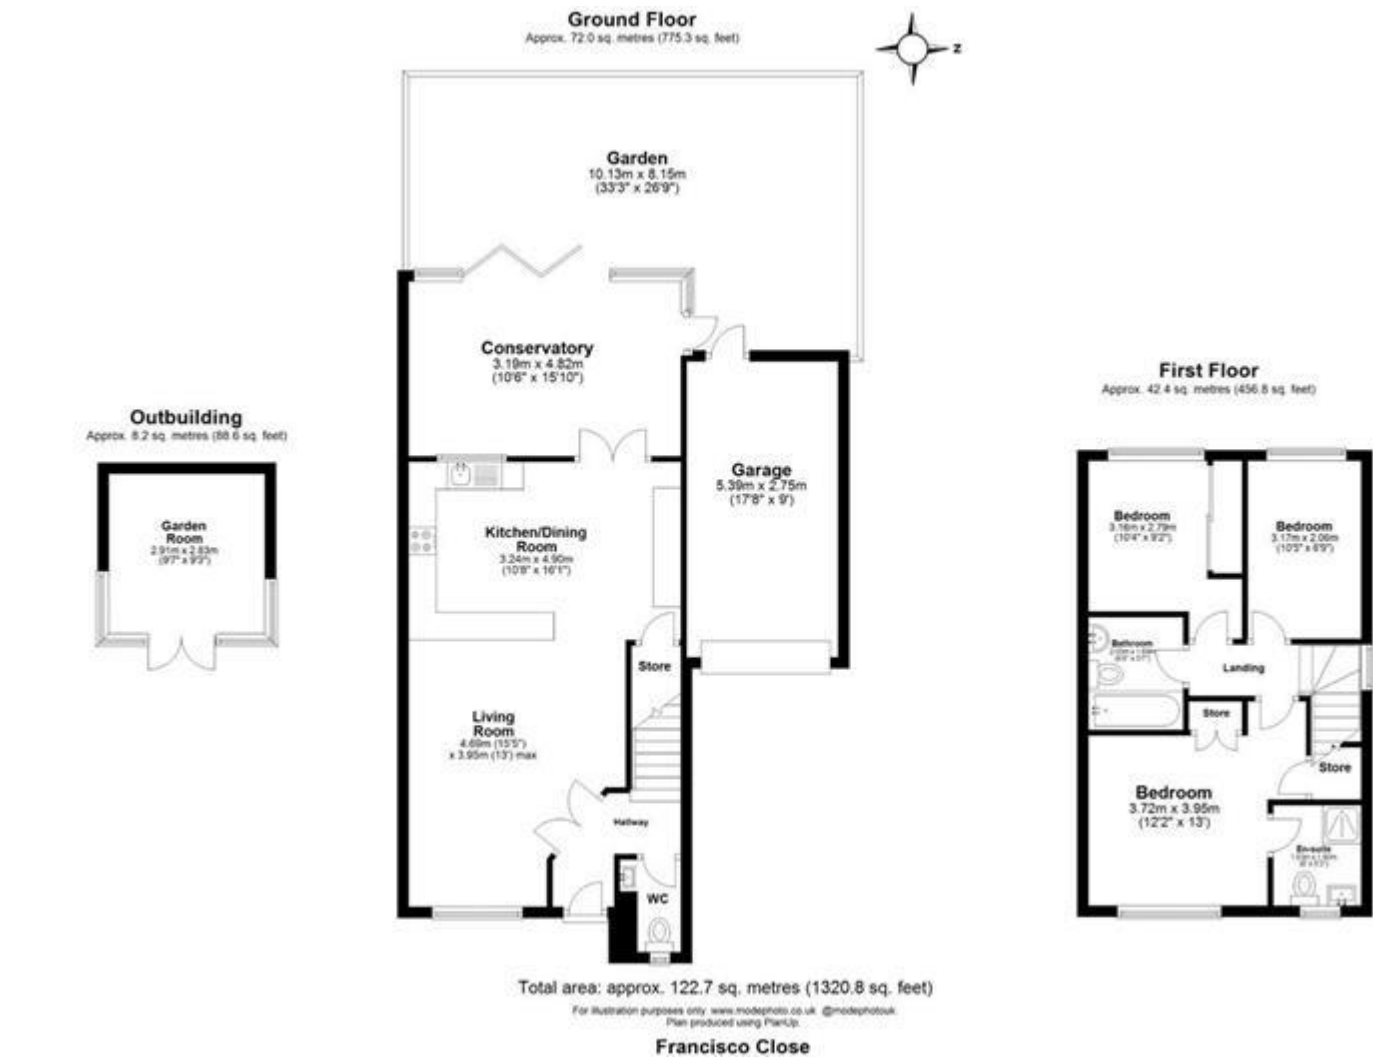 Ground Floor
Approx. 72.0 sq. metres (775.3 sq. feet)
Z
Garden
10.13m x 8.15m
(33'3" x 26'9")
Conservatory
3.19m x 4.82m
(10'6" x 15'10")
Garage
5.39m x 2.75m
(17'8" x 9')
Kitchen/Dining
Room
3.24m x 4.90m
(10'8" x 16'1")
Store
Living
Room
4.69m (15'5")
x 3.95m (13') max
Hallway
WC
Outbuilding
Approx. 8.2 sq. metres (88.6 sq. feet)
Garden
Room
2.91m x 2.83m
(9'7" x 9'3")
First Floor
Approx. 42.4 sq. metres (456.8 sq. feet)
Bedroom
3.16m x 2.79m
(10'4" x 9'2")
Bedroom
3.17m x 2.06m
(10'5" x 6'9")
Bathroom
Landing
Store
Store
Bedroom
3.72m x 3.95m
(12'2" x 13')
En-suite
Total area: approx. 122.7 sq. metres (1320.8 sq. feet)
For illustration purposes only. www.modephoto.co.uk @modephotouk
Plan produced using PlanUp.
Francisco Close